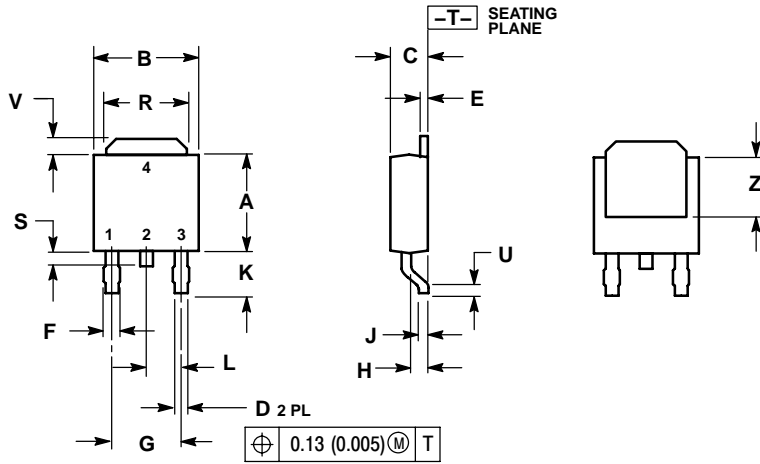 –T– SEATING
PLANE
B
C
V
R
E
4
Z
A
S
1 2 3
U
K
F
J
L
H
D 2 PL
G
⌖ 0.13 (0.005) Ⓜ T